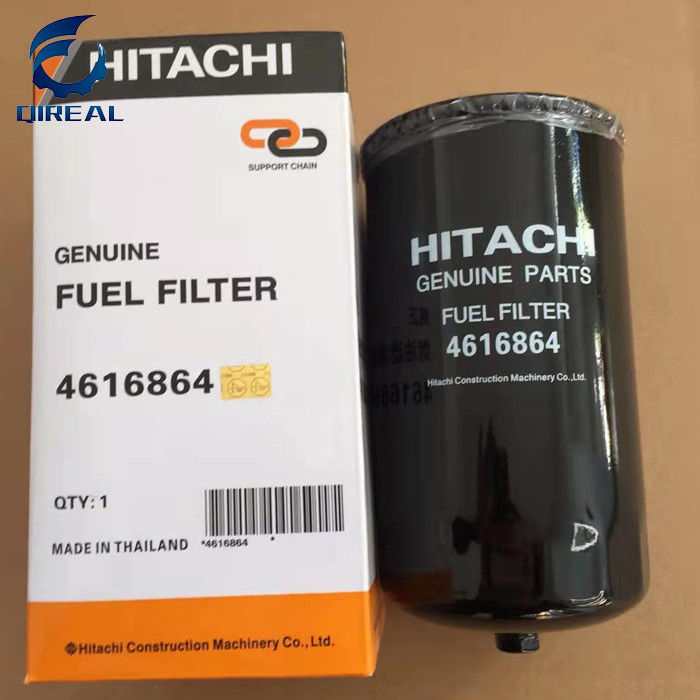 HITACHI
QIREAL
SUPPORT CHAIN
GENUINE
FUEL FILTER
4616864
QTY: 1
MADE IN THAILAND
*4616864 *
©Hitachi Construction Machinery Co., Ltd.
HITACHI
GENUINE PARTS
FUEL FILTER
4616864
Hitachi Construction Machinery Co.,Ltd.